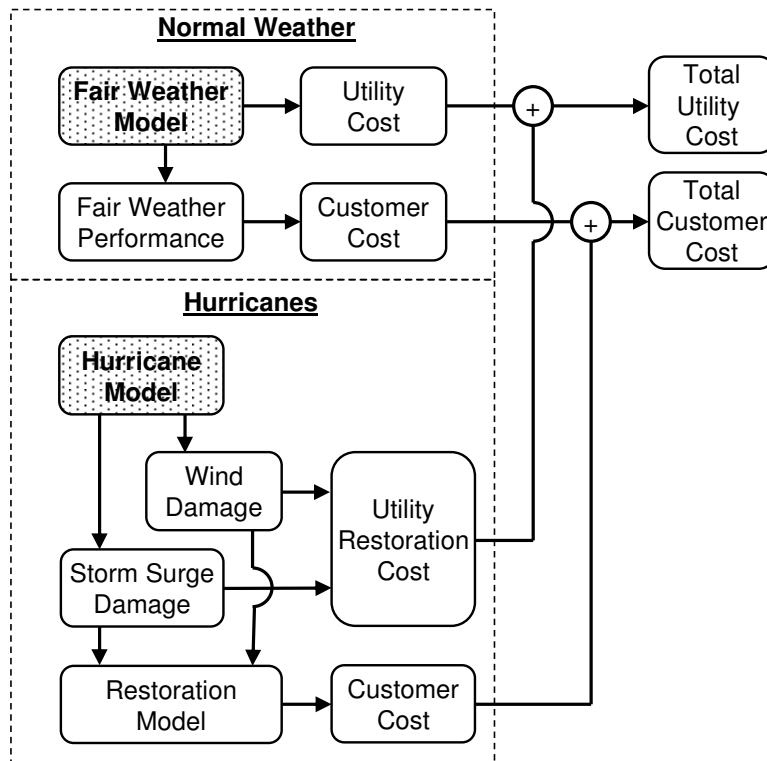 Normal Weather
Fair Weather
Model
Utility
Cost
+
Total
Utility
Cost
Fair Weather
Performance
Customer
Cost
+
Total
Customer
Cost
Hurricanes
Hurricane
Model
Wind
Damage
Utility
Restoration
Cost
Storm Surge
Damage
Restoration
Model
Customer
Cost